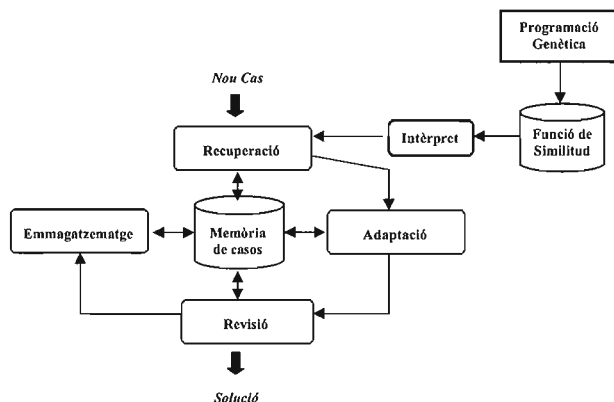 Programació
Genètica
Nou Cas
Recuperació
Intèrpret
Funció de
Similitud
Emmagatzematge
Memòria
de casos
Adaptació
Revisió
Solució